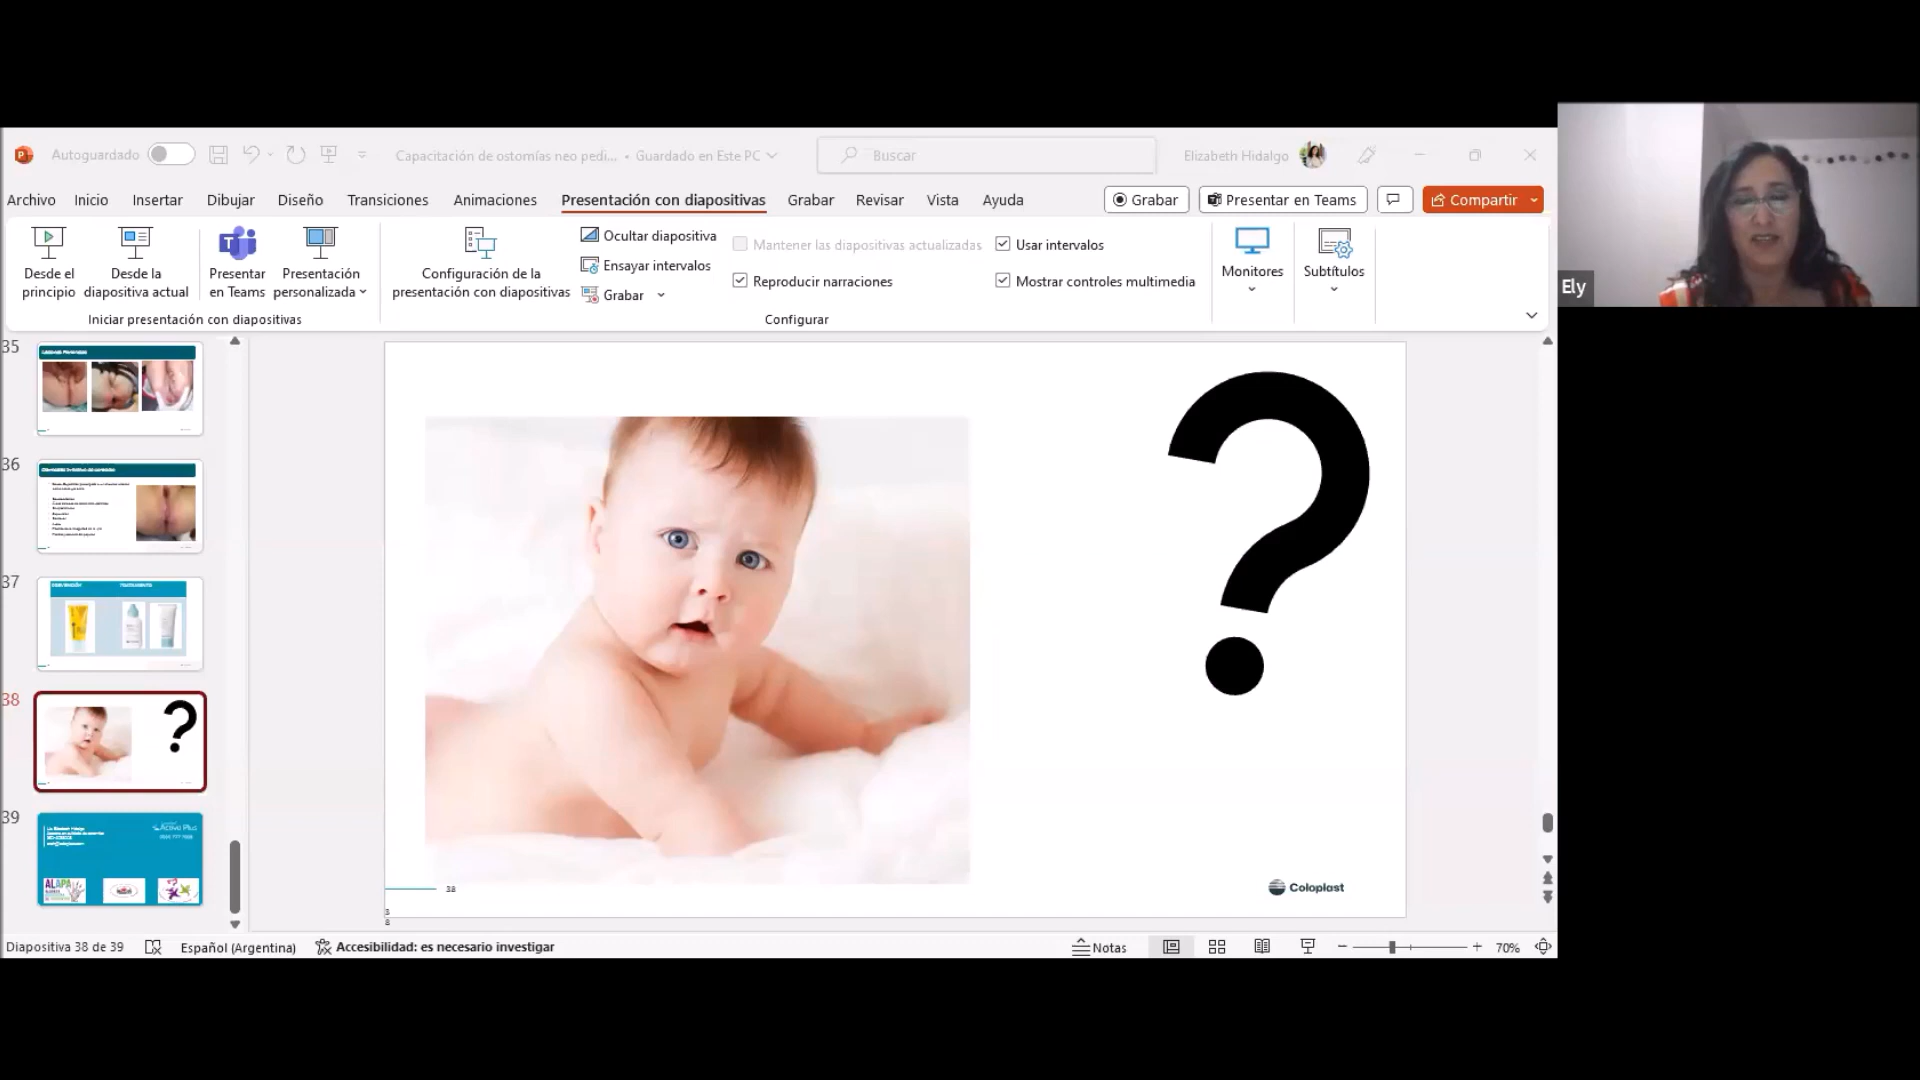 Autoguardado
Capacitación de ostomías neo pedi... • Guardado en Este PC
Buscar
Elizabeth Hidalgo
Archivo Inicio Insertar Dibujar Diseño Transiciones Animaciones Presentación con diapositivas Grabar Revisar Vista Ayuda
Grabar
Presentar en Teams
Compartir
Desde el principio
Desde la diapositiva actual
Presentar en Teams
Presentación personalizada
Iniciar presentación con diapositivas
Configuración de la presentación con diapositivas
Ocultar diapositiva
Ensayar intervalos
Grabar
Mantener las diapositivas actualizadas
Reproducir narraciones
Usar intervalos
Mostrar controles multimedia
Configurar
Monitores
Subtítulos
Ely
35
36
37
38
?
39
ALAPA
?
38
Coloplast
3
8
Diapositiva 38 de 39
Español (Argentina)
Accesibilidad: es necesario investigar
Notas
70%